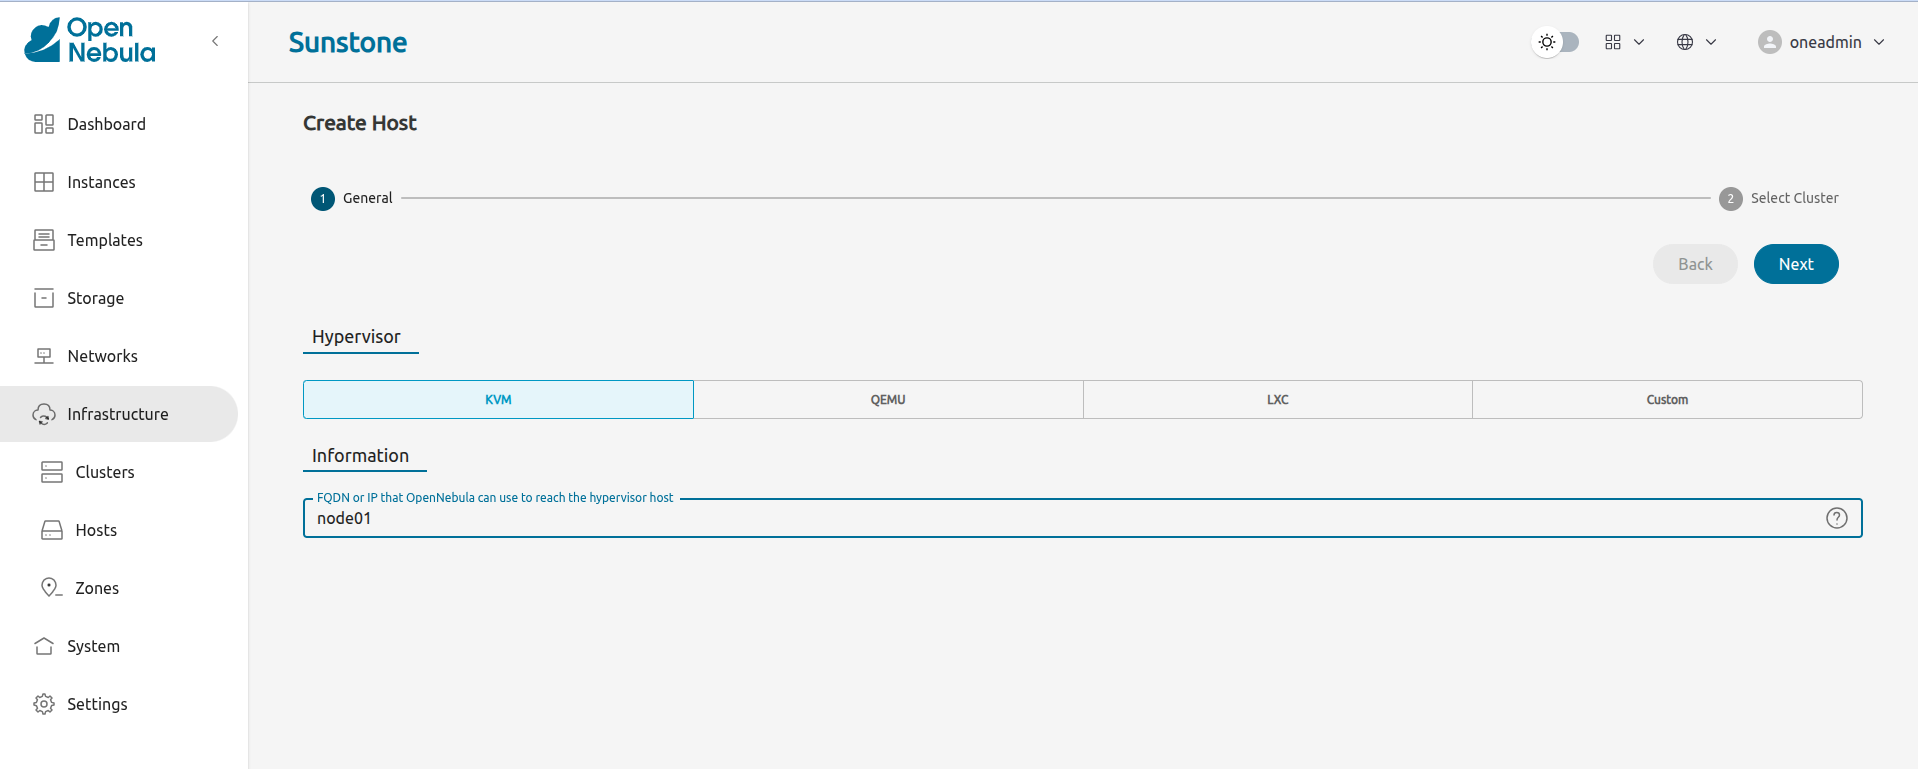 Open
Nebula
Sunstone
oneadmin
Dashboard
Instances
Templates
Storage
Networks
Infrastructure
Clusters
Hosts
Zones
System
Settings
Create Host
1 General
2 Select Cluster
Back
Next
Hypervisor
KVM
QEMU
LXC
Custom
Information
FQDN or IP that OpenNebula can use to reach the hypervisor host
node01
?